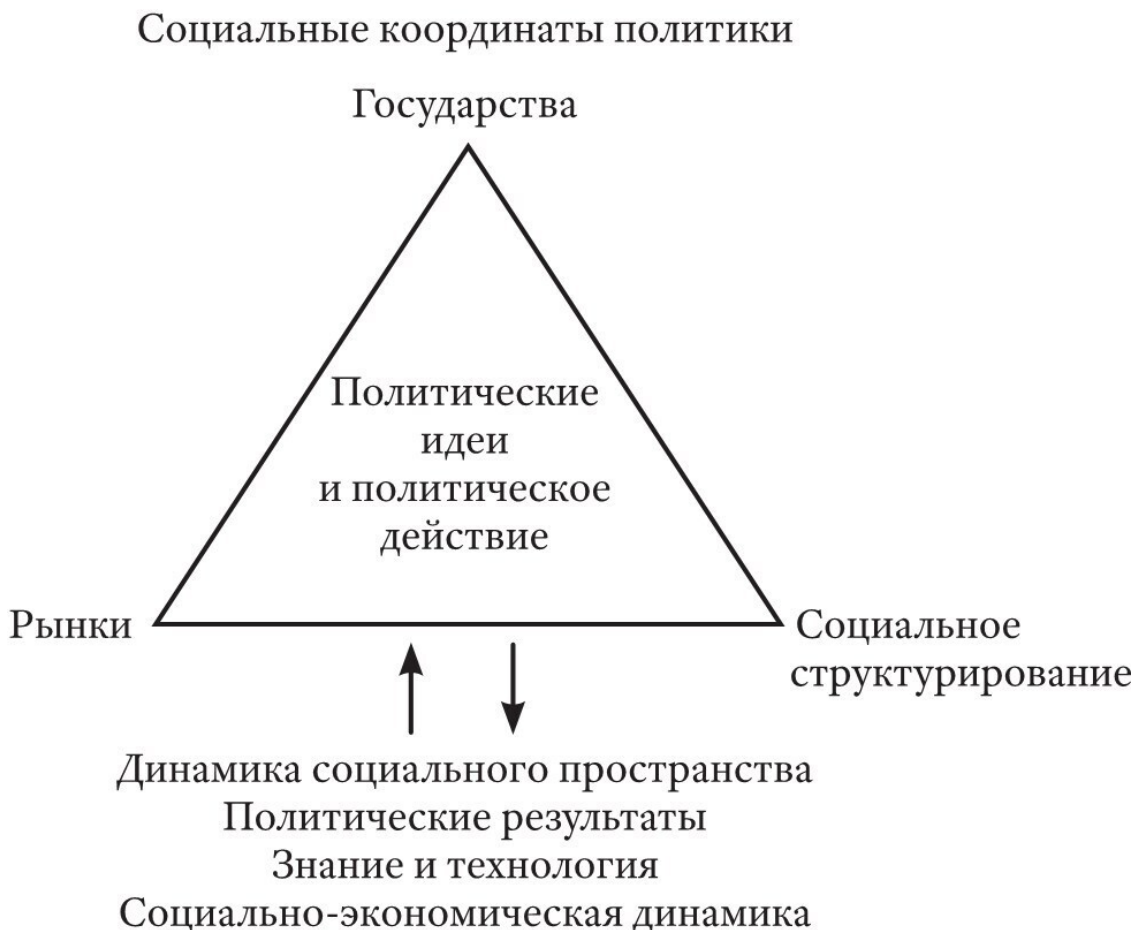 Социальные координаты политики
Государства
Политические
идеи
и политическое
действие
Рынки
Социальное
структурирование
Динамика социального пространства
Политические результаты
Знание и технология
Социально-экономическая динамика